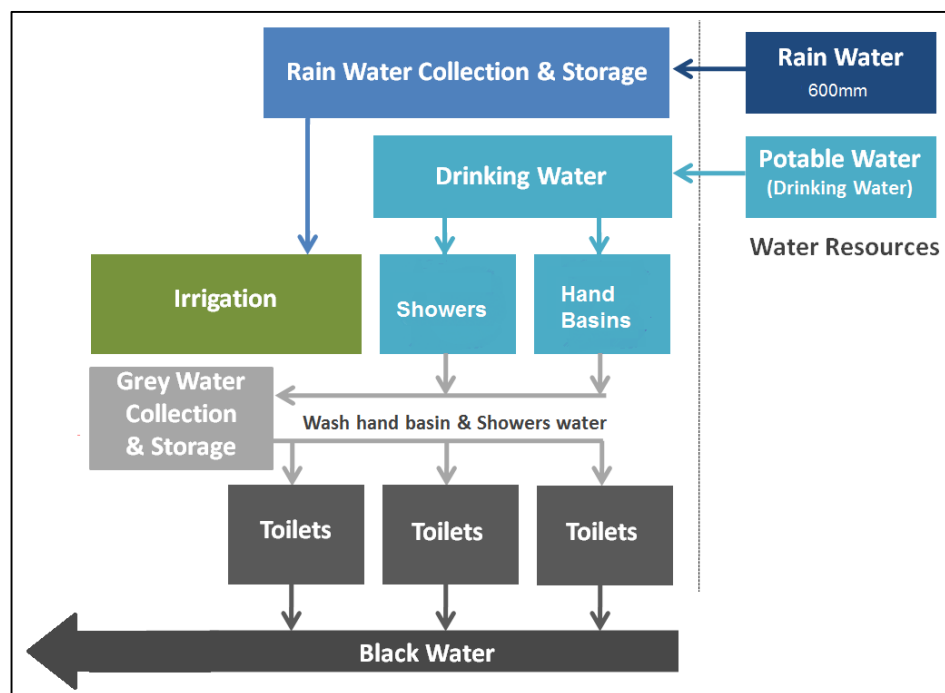 Rain Water Collection & Storage
Rain Water
600mm
Drinking Water
Potable Water
(Drinking Water)
Water Resources
Irrigation
Showers
Hand
Basins
Grey Water
Collection
& Storage
Wash hand basin & Showers water
Toilets
Toilets
Toilets
Black Water